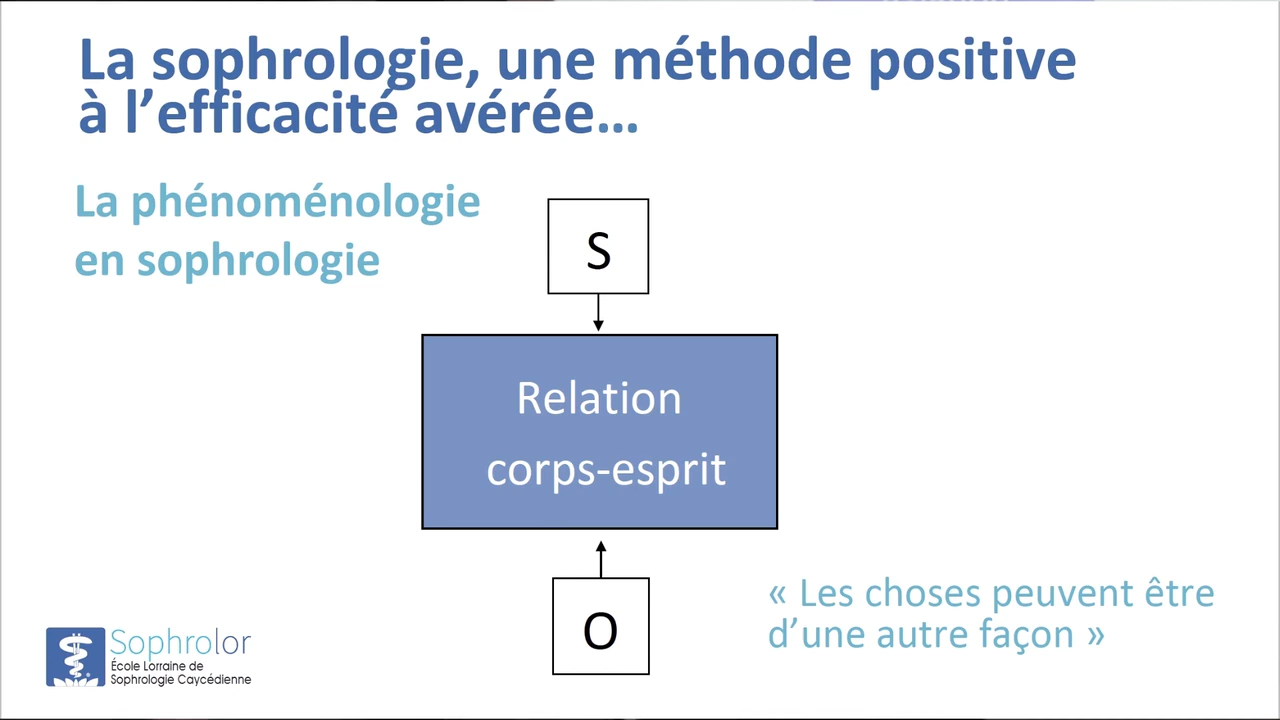 La sophrologie, une méthode positive
à l’efficacité avérée…
La phénoménologie
en sophrologie
S
Relation
corps-esprit
O
« Les choses peuvent être
d’une autre façon »
Sophrolor
École Lorraine de
Sophrologie Caycédienne